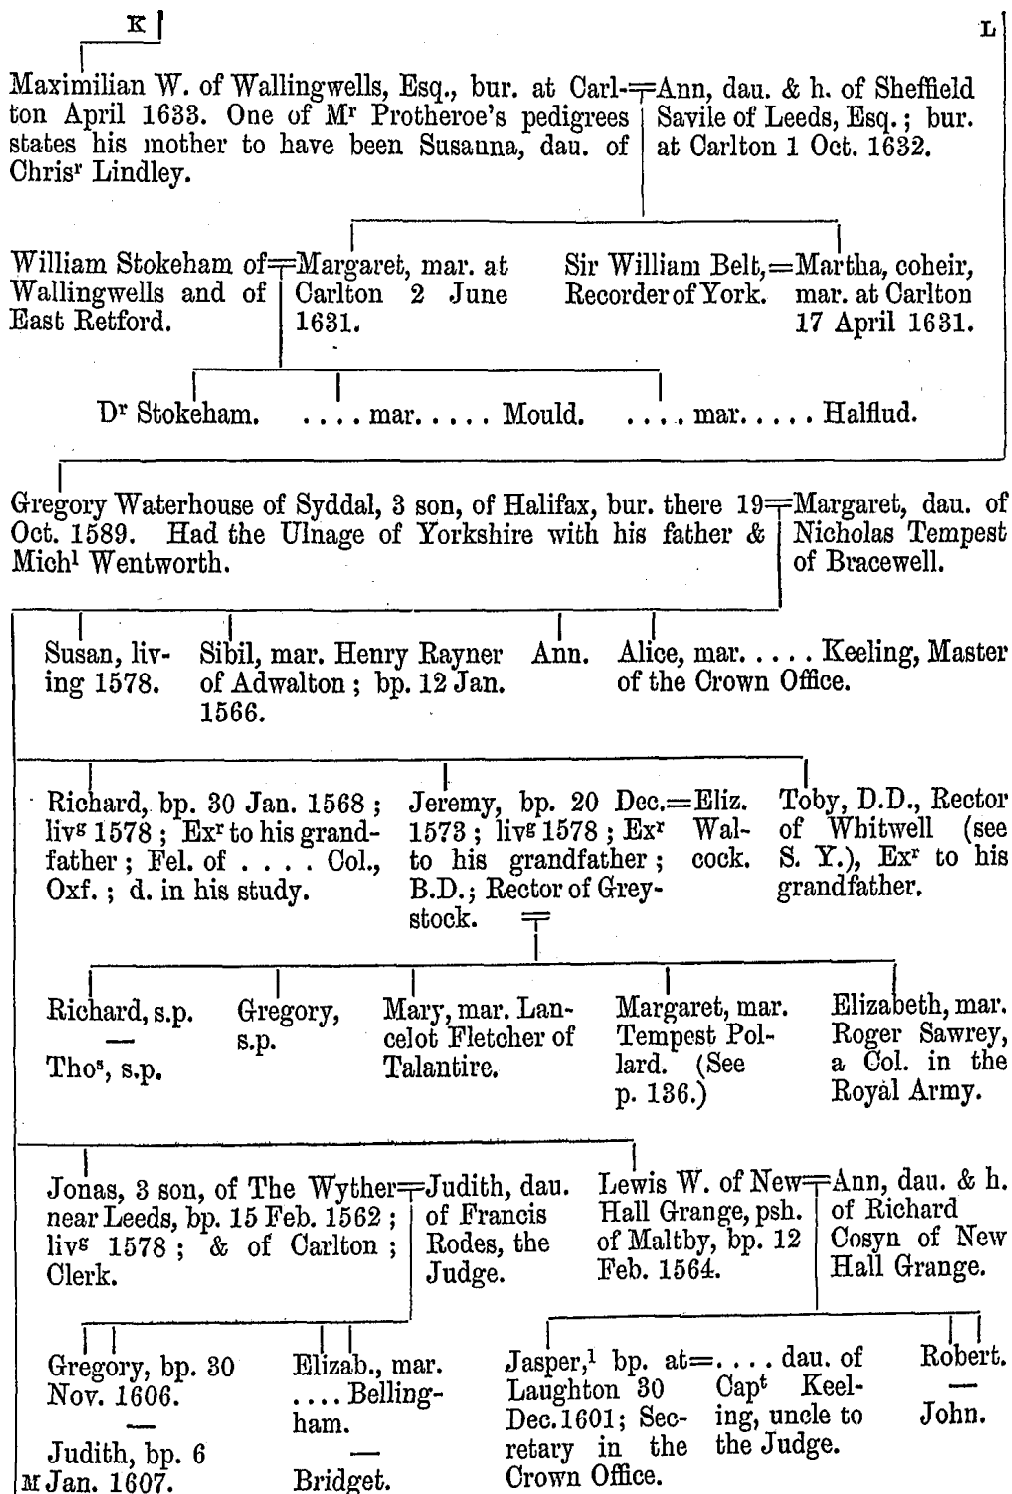 K
L
Maximilian W. of Wallingwells, Esq., bur. at Carl-
ton April 1633. One of Mʳ Protheroe's pedigrees
states his mother to have been Susanna, dau. of
Chrisʳ Lindley.
Ann, dau. & h. of Sheffield
Savile of Leeds, Esq.; bur.
at Carlton 1 Oct. 1632.
William Stokeham of
Wallingwells and of
East Retford.
Margaret, mar. at
Carlton 2 June
1631.
Sir William Belt,
Recorder of York.
Martha, coheir,
mar. at Carlton
17 April 1631.
Dʳ Stokeham.
.... mar..... Mould.
.... mar..... Halflud.
Gregory Waterhouse of Syddal, 3 son, of Halifax, bur. there 19
Oct. 1589. Had the Ulnage of Yorkshire with his father &
Michˡ Wentworth.
Margaret, dau. of
Nicholas Tempest
of Bracewell.
Susan, liv-
ing 1578.
Sibil, mar. Henry Rayner
of Adwalton; bp. 12 Jan.
1566.
Ann.
Alice, mar..... Keeling, Master
of the Crown Office.
Richard, bp. 30 Jan. 1568;
livᵍ 1578; Exʳ to his grand-
father; Fel. of .... Col.,
Oxf.; d. in his study.
Jeremy, bp. 20 Dec.
1573; livᵍ 1578; Exʳ
to his grandfather;
B.D.; Rector of Grey-
stock.
Eliz.
Wal-
cock.
Toby, D.D., Rector
of Whitwell (see
S. Y.), Exʳ to his
grandfather.
Richard, s.p.
—
Thoˢ, s.p.
Gregory,
s.p.
Mary, mar. Lan-
celot Fletcher of
Talantire.
Margaret, mar.
Tempest Pol-
lard. (See
p. 136.)
Elizabeth, mar.
Roger Sawrey,
a Col. in the
Royal Army.
Jonas, 3 son, of The Wyther
near Leeds, bp. 15 Feb. 1562;
livᵍ 1578; & of Carlton;
Clerk.
Judith, dau.
of Francis
Rodes, the
Judge.
Lewis W. of New
Hall Grange, psh.
of Maltby, bp. 12
Feb. 1564.
Ann, dau. & h.
of Richard
Cosyn of New
Hall Grange.
Gregory, bp. 30
Nov. 1606.
—
Judith, bp. 6
Jan. 1607.
M
Elizab., mar.
.... Belling-
ham.
—
Bridget.
Jasper,¹ bp. at
Laughton 30
Dec. 1601; Sec-
retary in the
Crown Office.
.... dau. of
Capᵗ Keel-
ing, uncle to
the Judge.
Robert.
—
John.